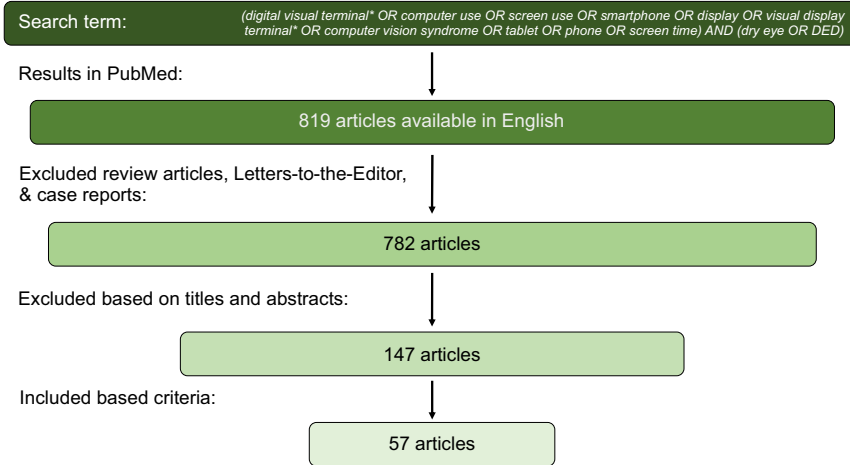 Search term:
(digital visual terminal* OR computer use OR screen use OR smartphone OR display OR visual display
terminal* OR computer vision syndrome OR tablet OR phone OR screen time) AND (dry eye OR DED)
Results in PubMed:
819 articles available in English
Excluded review articles, Letters-to-the-Editor,
& case reports:
782 articles
Excluded based on titles and abstracts:
147 articles
Included based criteria:
57 articles